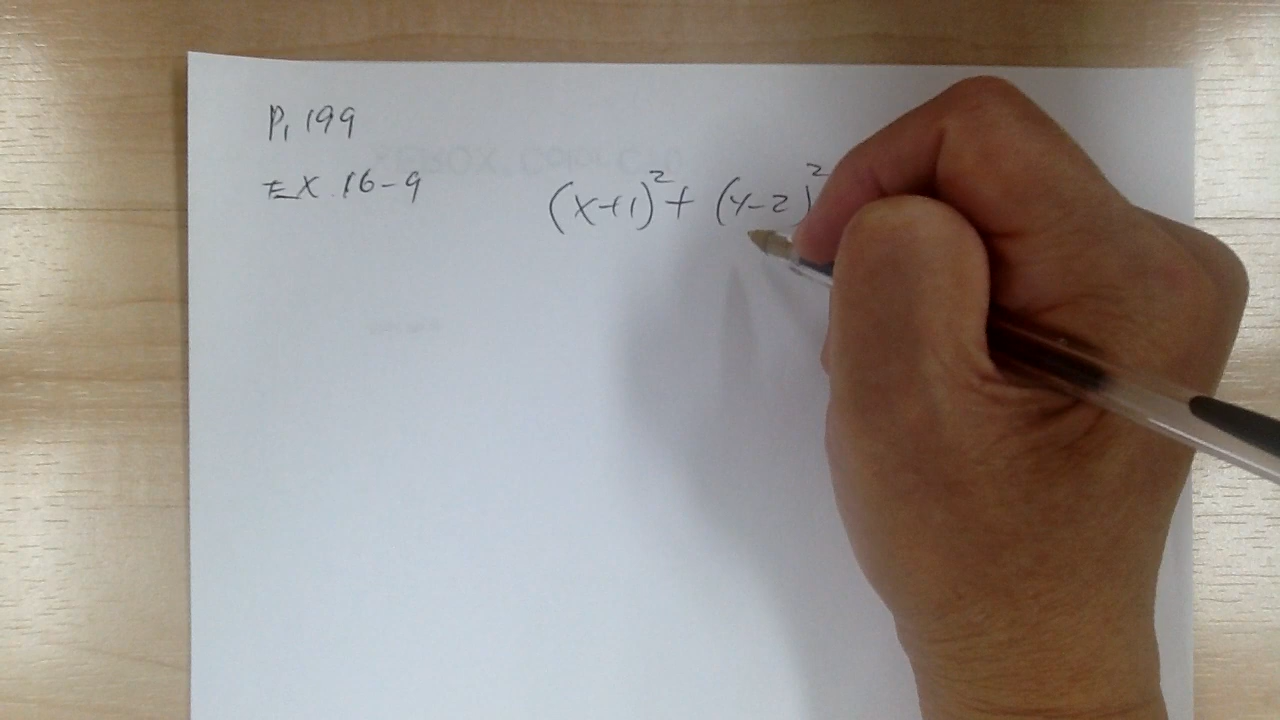 P. 199
EX. 16-9
(x+1)²+ (y-2)²